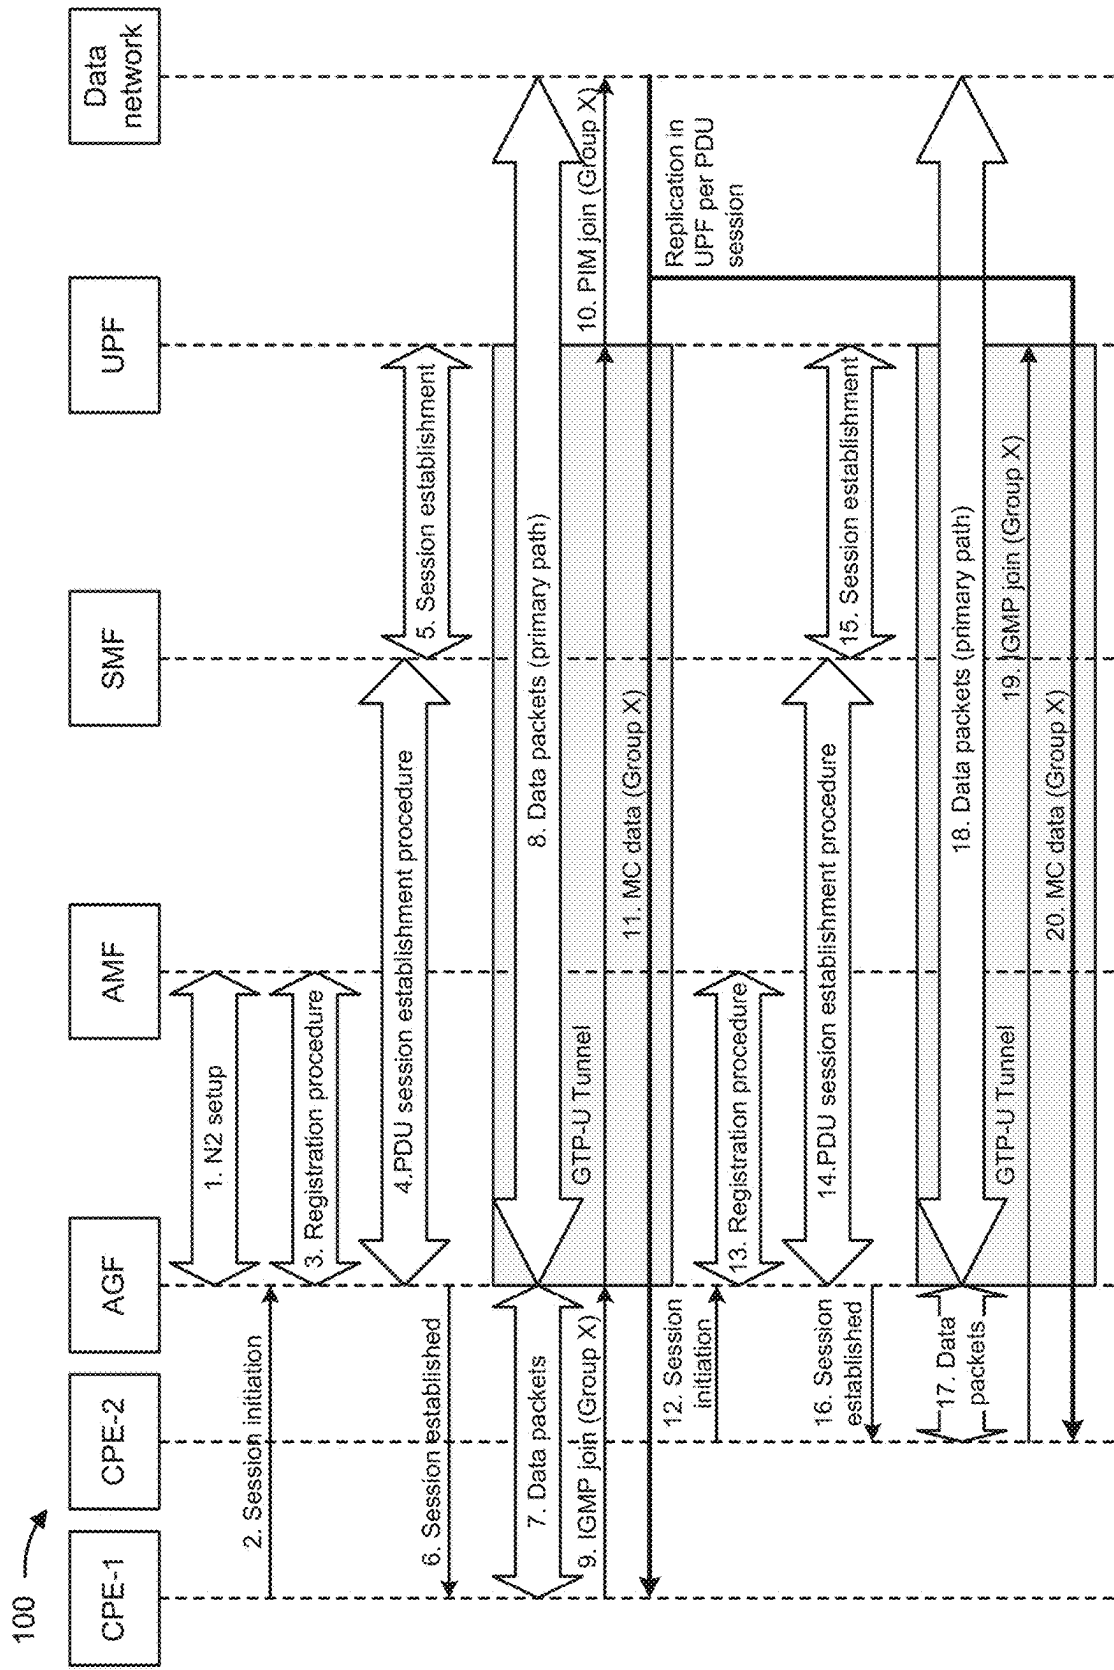 100
CPE-1
CPE-2
AGF
AMF
SMF
UPF
Data
network
1. N2 setup
2. Session initiation
3. Registration procedure
4.PDU session establishment procedure
5. Session establishment
6. Session established
7. Data packets
8. Data packets (primary path)
GTP-U Tunnel
9. IGMP join (Group X)
10. PIM join (Group X)
11. MC data (Group X)
Replication in
UPF per PDU
session
12. Session
initiation
13. Registration procedure
14.PDU session establishment procedure
15. Session establishment
16. Session
established
17. Data
packets
18. Data packets (primary path)
GTP-U Tunnel
19. IGMP join (Group X)
20. MC data (Group X)